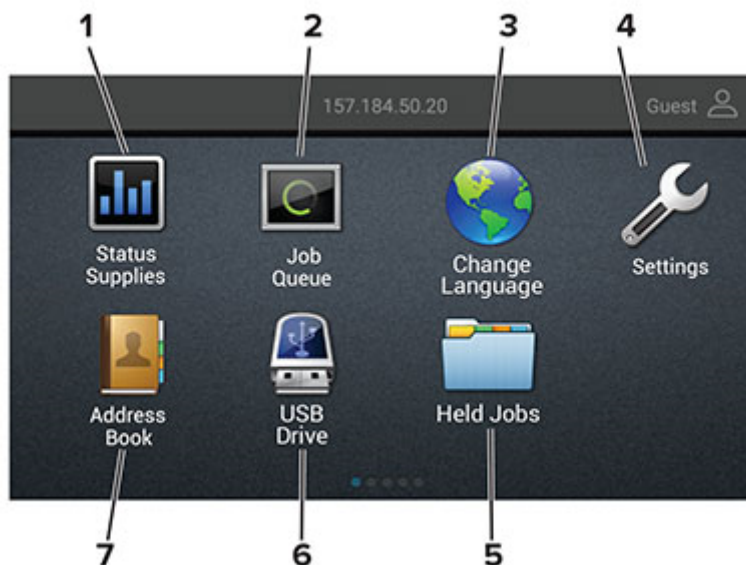 1 2 3 4
157.184.50.20 Guest
Status
Supplies
Job
Queue
Change
Language
Settings
Address
Book
USB
Drive
Held Jobs
7 6 5